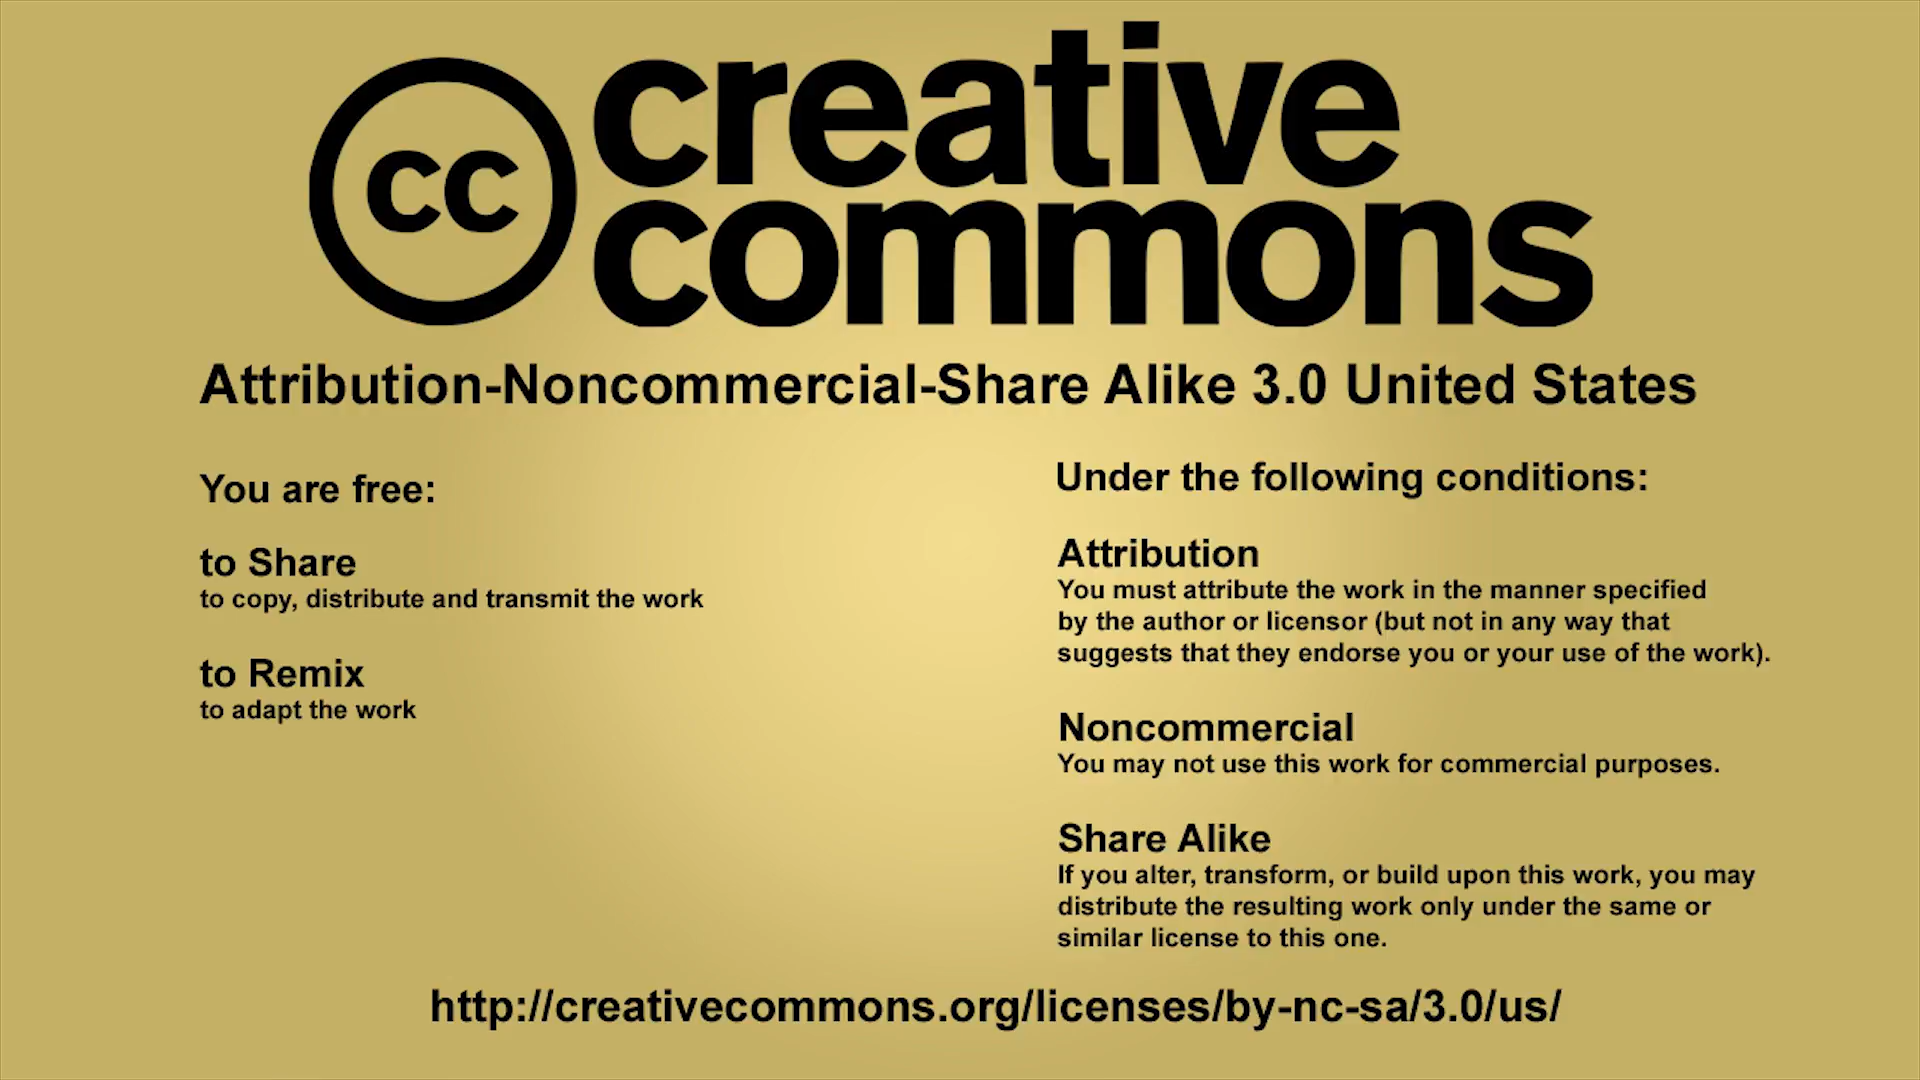 cc creative
commons
Attribution-Noncommercial-Share Alike 3.0 United States
You are free:
to Share
to copy, distribute and transmit the work
to Remix
to adapt the work
Under the following conditions:
Attribution
You must attribute the work in the manner specified
by the author or licensor (but not in any way that
suggests that they endorse you or your use of the work).
Noncommercial
You may not use this work for commercial purposes.
Share Alike
If you alter, transform, or build upon this work, you may
distribute the resulting work only under the same or
similar license to this one.
http://creativecommons.org/licenses/by-nc-sa/3.0/us/